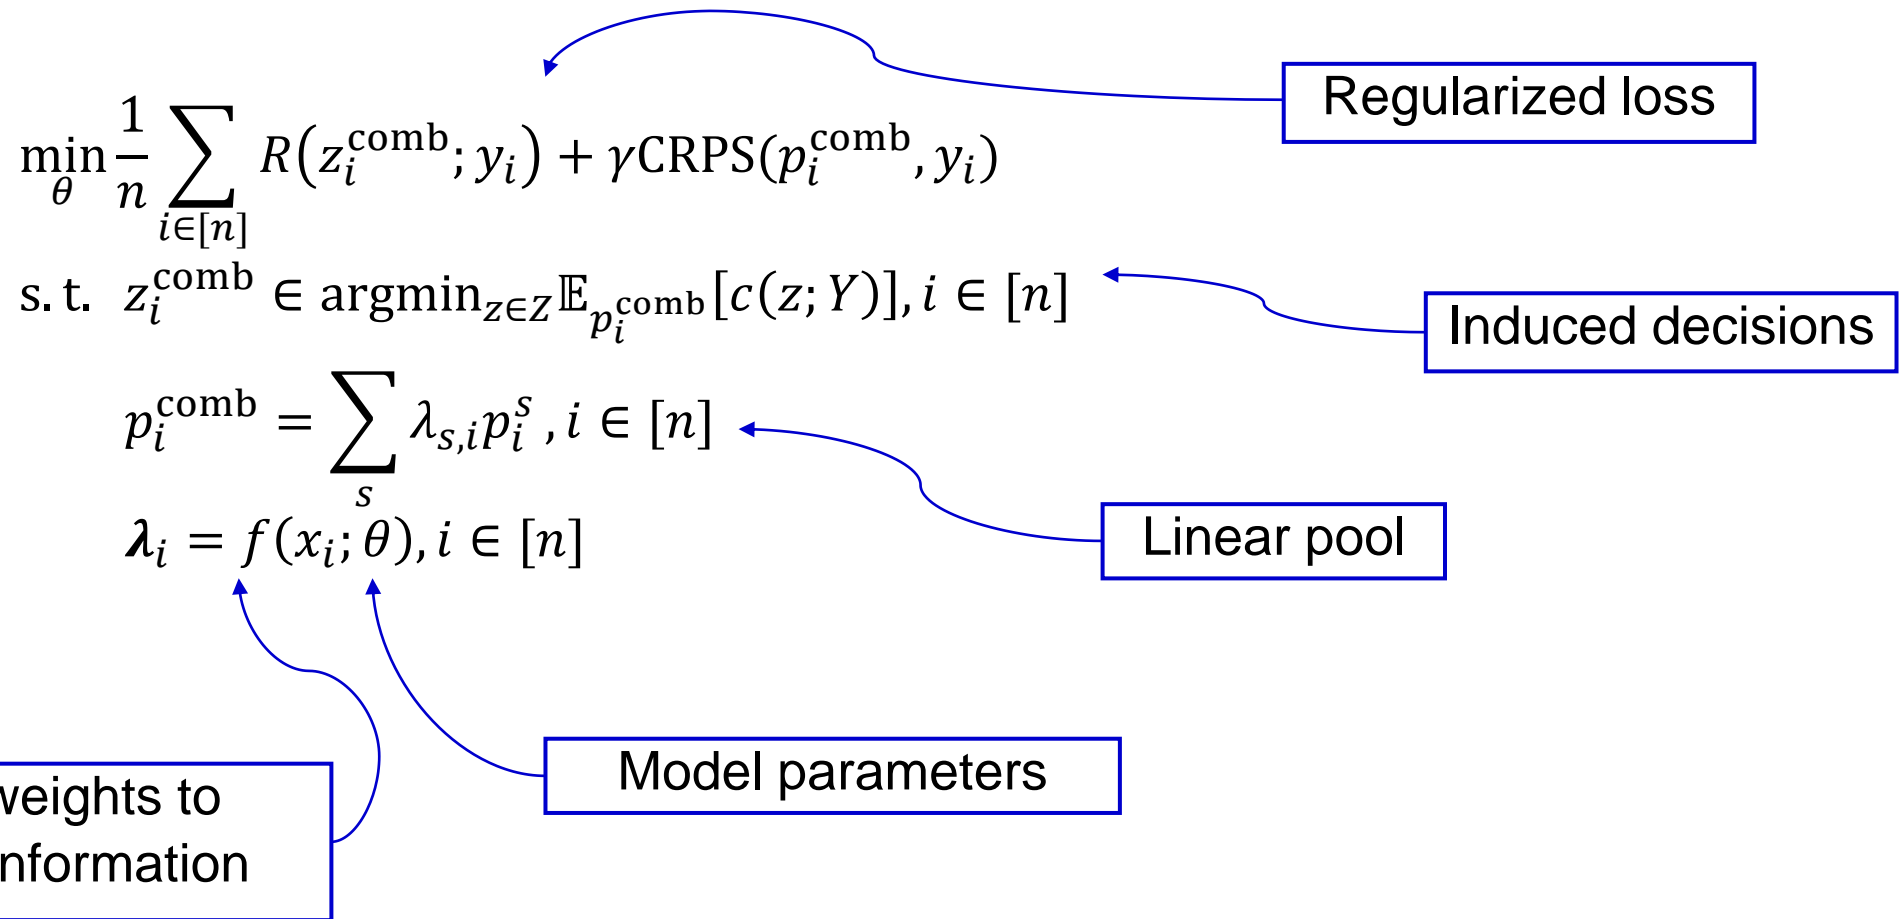 Regularized loss
min_θ 1/n ∑_{i∈[n]} R(z_i^comb; y_i) + γCRPS(p_i^comb, y_i)
s.t. z_i^comb ∈ argmin_{z∈Z} 𝔼_{p_i^comb}[c(z; Y)], i ∈ [n]
Induced decisions
p_i^comb = ∑_s λ_{s,i} p_i^s, i ∈ [n]
Linear pool
𝝀_i = f(x_i; θ), i ∈ [n]
Model parameters
weights to
nformation